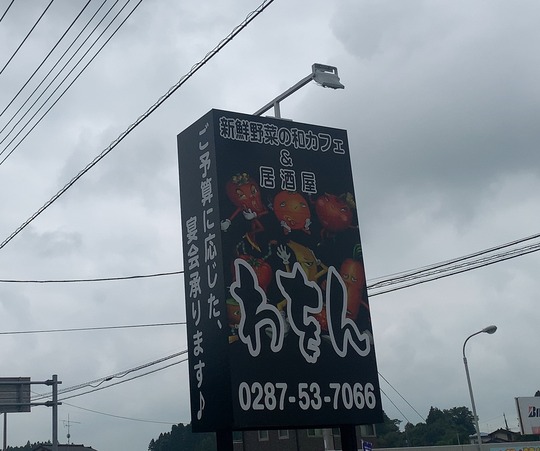 新鮮野菜の和カフェ
&
居酒屋
わもん
0287-53-7066
ご予算に応じた、
宴会承ります♪